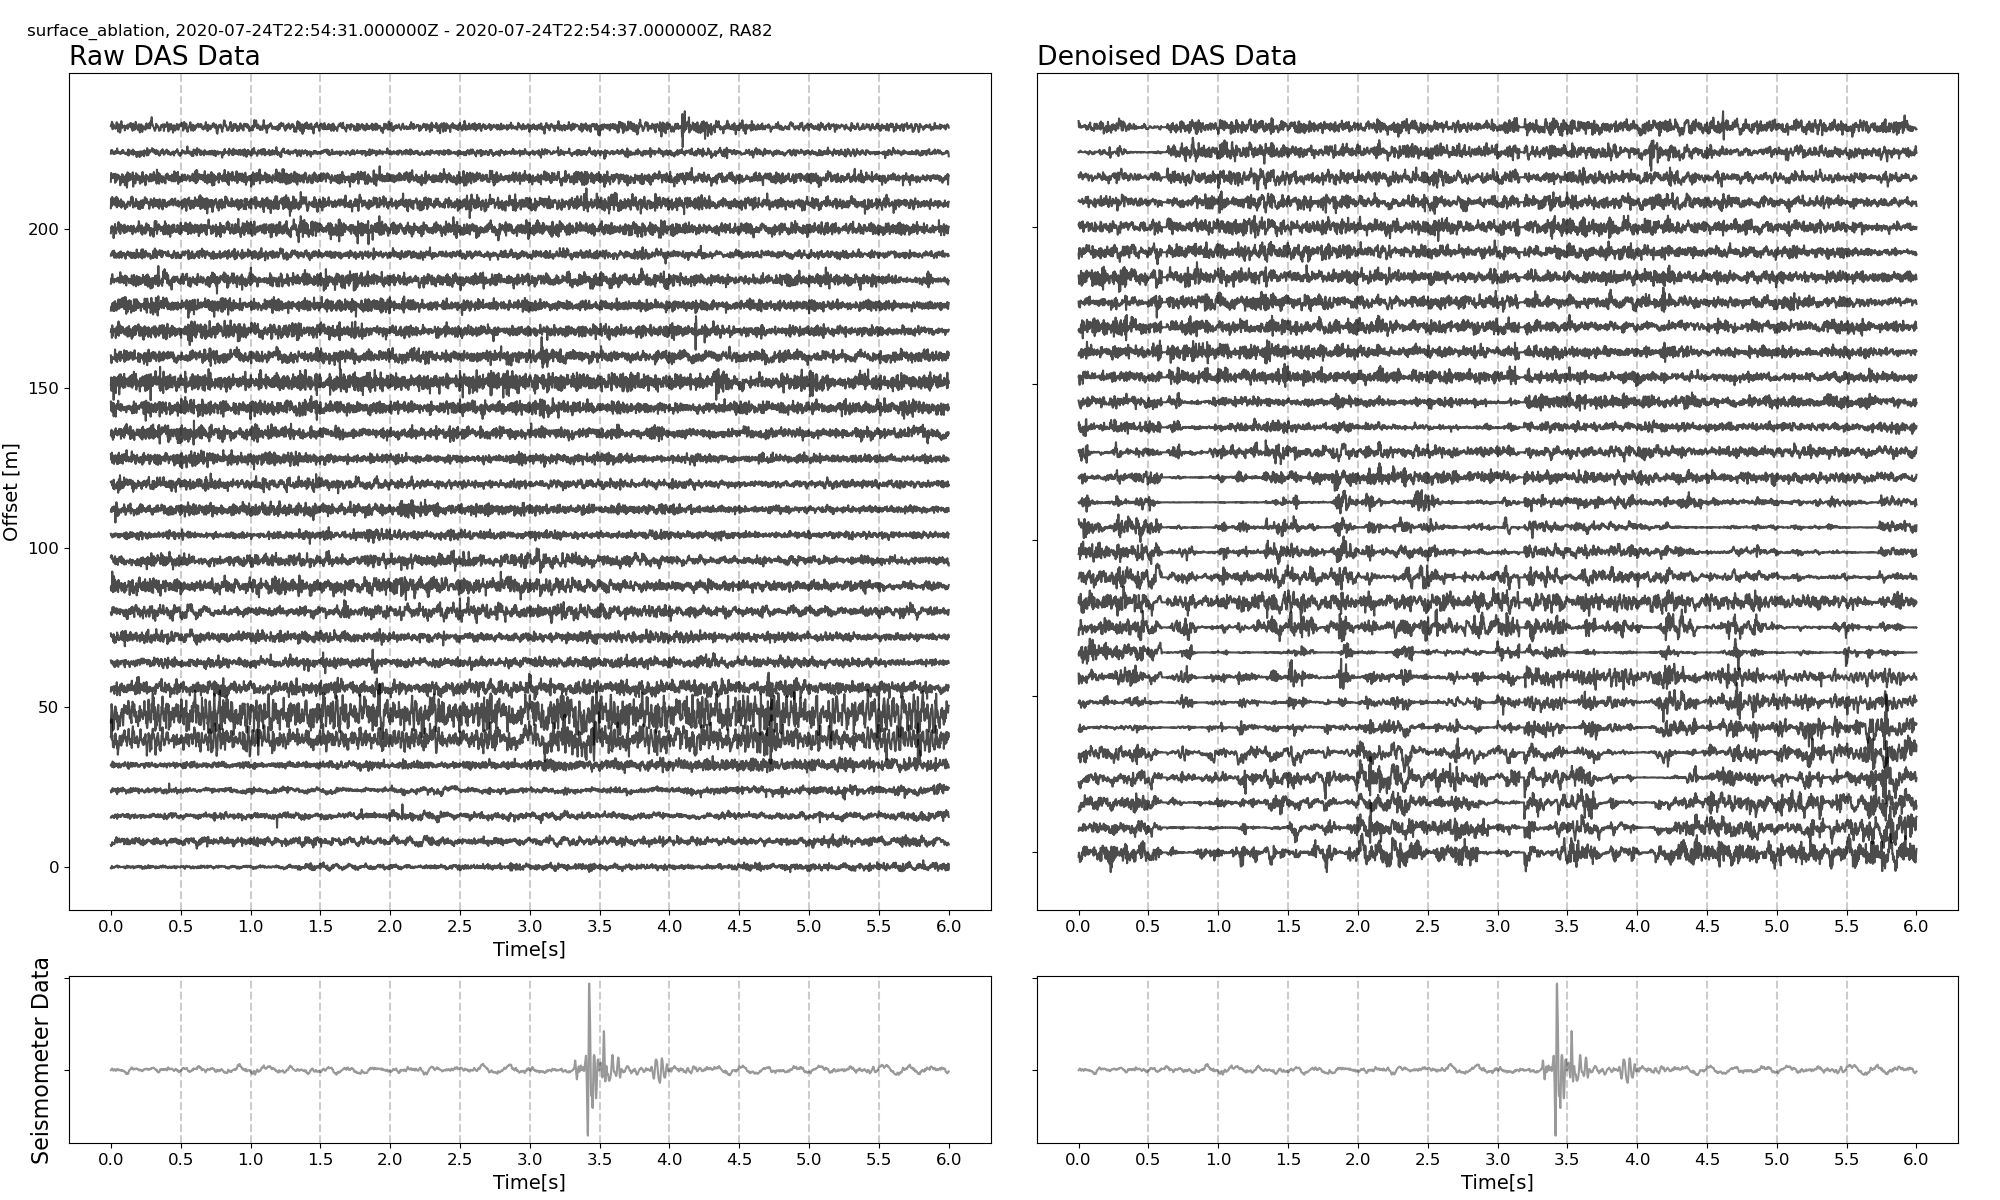 surface_ablation, 2020-07-24T22:54:31.000000Z - 2020-07-24T22:54:37.000000Z, RA82
Raw DAS Data
Denoised DAS Data
Offset [m]
200
150
100
50
0
0.0 0.5 1.0 1.5 2.0 2.5 3.0 3.5 4.0 4.5 5.0 5.5 6.0
Time[s]
0.0 0.5 1.0 1.5 2.0 2.5 3.0 3.5 4.0 4.5 5.0 5.5 6.0
Seismometer Data
0.0 0.5 1.0 1.5 2.0 2.5 3.0 3.5 4.0 4.5 5.0 5.5 6.0
Time[s]
0.0 0.5 1.0 1.5 2.0 2.5 3.0 3.5 4.0 4.5 5.0 5.5 6.0
Time[s]